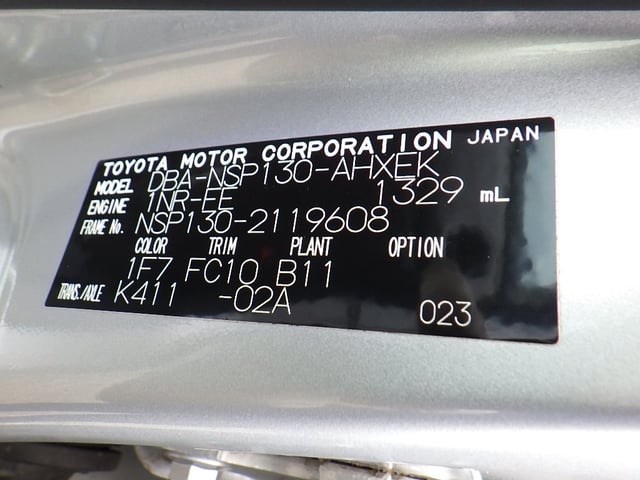 TOYOTA MOTOR CORPORATION JAPAN
MODEL DBA-NSP130-AHXEK
ENGINE 1NR-FE 1329 mL
FRAME No. NSP130-2119608
COLOR TRIM PLANT OPTION
1F7 FC10 B11
TRANS./AXLE K411 -02A
023